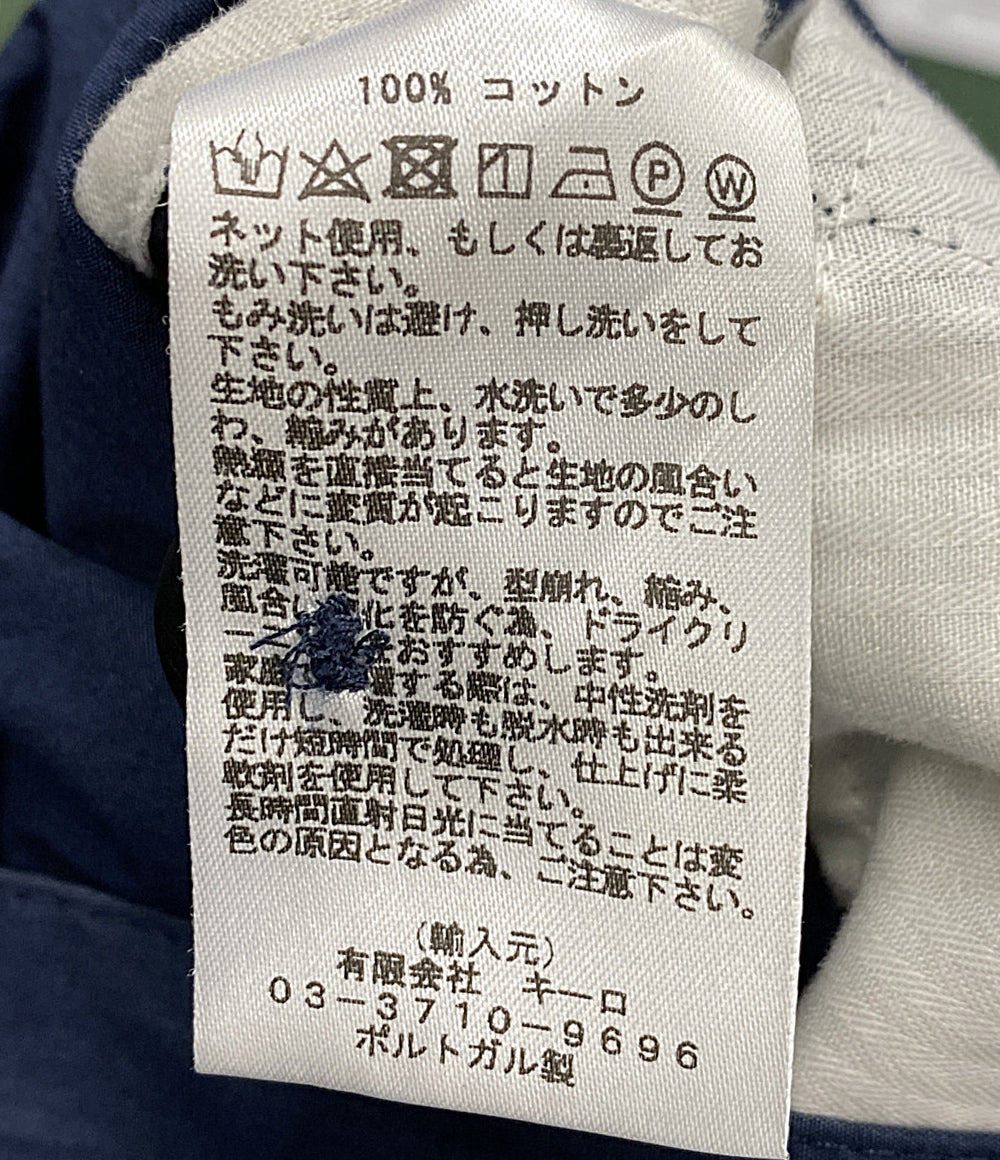 100% コットン
P W
ネット使用、もしくは裏返してお
洗い下さい。
もみ洗いは避け、押し洗いをして
下さい。
生地の性質上、水洗いで多少のし
わ、縮みがあります。
熱類を直接当てると生地の風合い
などに変質が起こりますのでご注
意下さい。
洗濯可能ですが、型崩れ、縮み、
風合い 化を防ぐ為、ドライクリ
ー をおすすめします。
家庭 濯する際は、中性洗剤を
使用し、洗濯時も脱水時も出来る
だけ短時間で処理し、仕上げに柔
軟剤を使用して下さい。
長時間直射日光に当てることは変
色の原因となる為、ご注意下さい。
(輸入元)
有限会社 キーロ
03-3710-9696
ポルトガル製